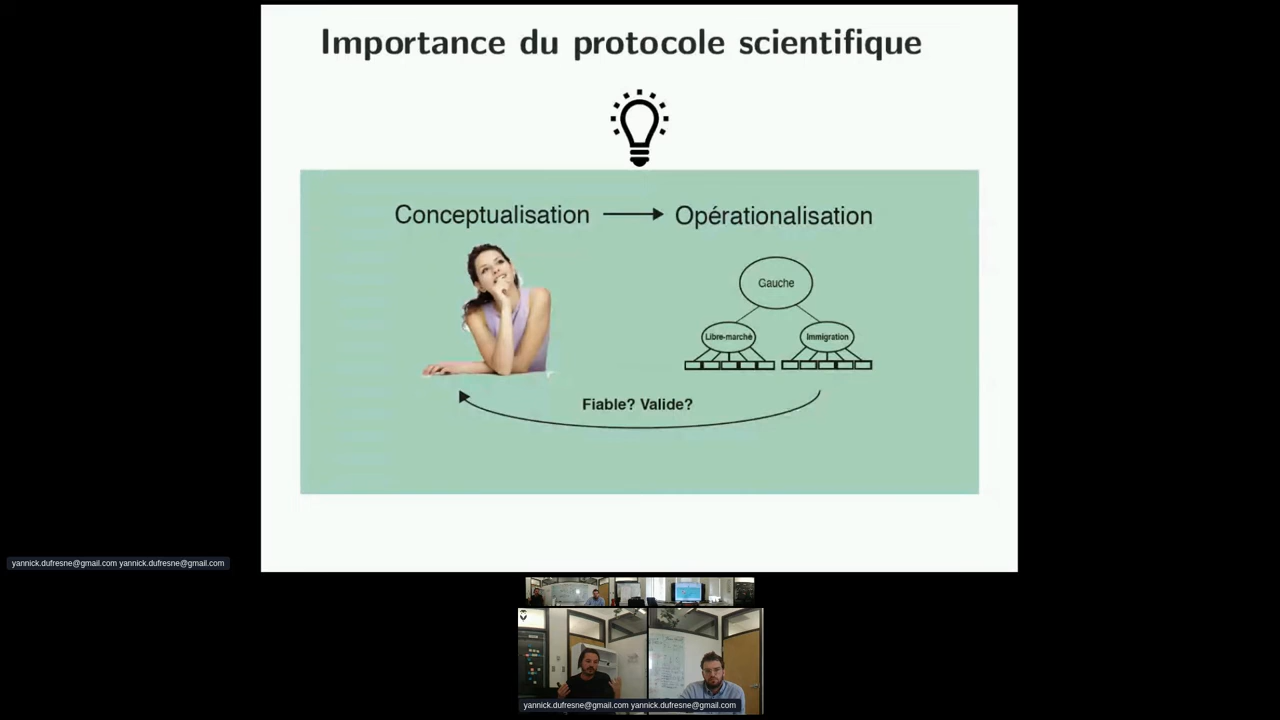 Importance du protocole scientifique
Conceptualisation
Opérationalisation
Gauche
Libre-marché
Immigration
Fiable? Valide?
yannick.dufresne@gmail.com yannick.dufresne@gmail.com
yannick.dufresne@gmail.com yannick.dufresne@gmail.com